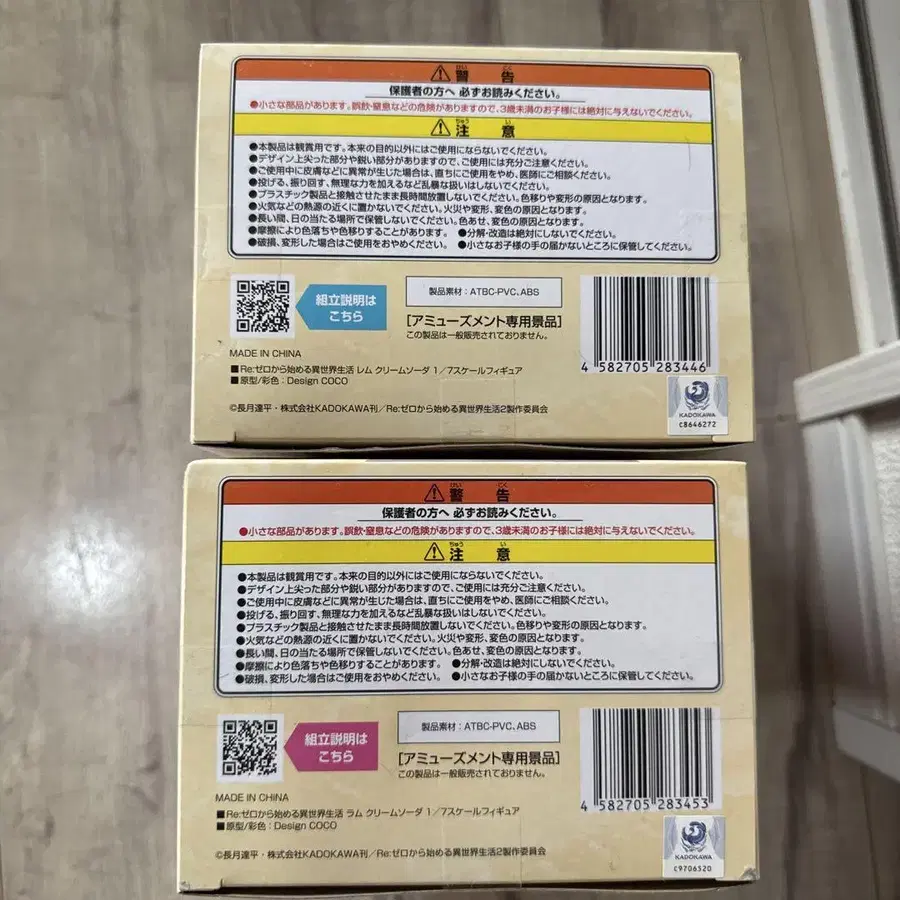 ⚠警告
保護者の方へ 必ずお読みください。
●小さな部品があります。誤飲・窒息などの危険がありますので、3歳未満のお子様には絶対に与えないでください。
⚠注意
●本製品は観賞用です。本来の目的以外にはご使用にならないでください。
●デザイン上尖った部分や鋭い部分がありますので、ご使用には充分ご注意ください。
●ご使用中に皮膚などに異常が生じた場合は、直ちにご使用をやめ、医師にご相談ください。
●投げる、振り回す、無理な力を加えるなど乱暴な扱いはしないでください。
●プラスチック製品と接触させたまま長時間放置しないでください。色移りや変形の原因となります。
●火気などの熱源の近くに置かないでください。火災や変形、変色の原因となります。
●長い間、日の当たる場所で保管しないでください。色あせ、変色の原因となります。
●摩擦により色落ちや色移りすることがあります。 ●分解・改造は絶対にしないでください。
●破損、変形した場合はご使用をおやめください。 ●小さなお子様の手の届かないところに保管してください。
組立説明は
こちら
製品素材:ATBC-PVC、ABS
[アミューズメント専用景品]
この製品は一般販売されておりません。
4 582705 283446
MADE IN CHINA
■Re:ゼロから始める異世界生活 レム クリームソーダ 1/7スケールフィギュア
■原型/彩色:Design COCO
©長月達平・株式会社KADOKAWA刊/Re:ゼロから始める異世界生活2製作委員会
KADOKAWA
C8646272
⚠警告
保護者の方へ 必ずお読みください。
●小さな部品があります。誤飲・窒息などの危険がありますので、3歳未満のお子様には絶対に与えないでください。
⚠注意
●本製品は観賞用です。本来の目的以外にはご使用にならないでください。
●デザイン上尖った部分や鋭い部分がありますので、ご使用には充分ご注意ください。
●ご使用中に皮膚などに異常が生じた場合は、直ちにご使用をやめ、医師にご相談ください。
●投げる、振り回す、無理な力を加えるなど乱暴な扱いはしないでください。
●プラスチック製品と接触させたまま長時間放置しないでください。色移りや変形の原因となります。
●火気などの熱源の近くに置かないでください。火災や変形、変色の原因となります。
●長い間、日の当たる場所で保管しないでください。色あせ、変色の原因となります。
●摩擦により色落ちや色移りすることがあります。 ●分解・改造は絶対にしないでください。
●破損、変形した場合はご使用をおやめください。 ●小さなお子様の手の届かないところに保管してください。
組立説明は
こちら
製品素材:ATBC-PVC、ABS
[アミューズメント専用景品]
この製品は一般販売されておりません。
4 582705 283453
MADE IN CHINA
■Re:ゼロから始める異世界生活 ラム クリームソーダ 1/7スケールフィギュア
■原型/彩色:Design COCO
©長月達平・株式会社KADOKAWA刊/Re:ゼロから始める異世界生活2製作委員会
KADOKAWA
C9706520